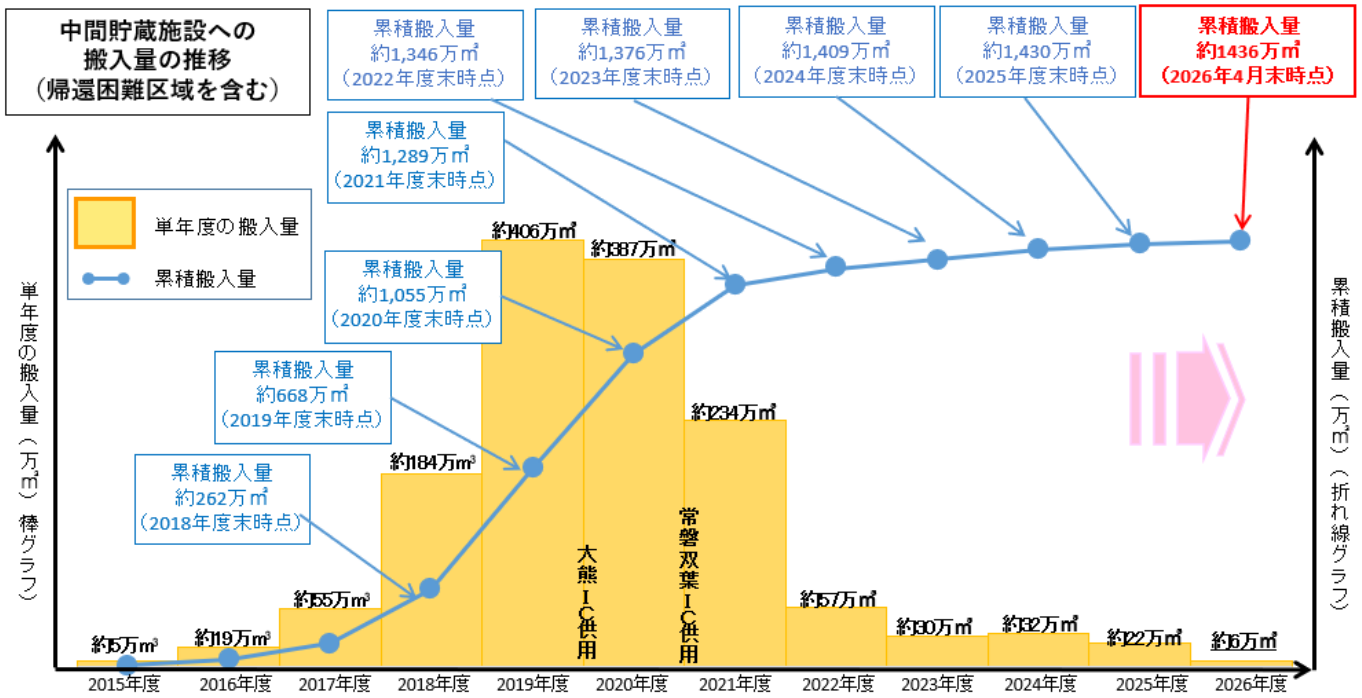 中間貯蔵施設への
搬入量の推移
（帰還困難区域を含む）
累積搬入量
約1,346万㎥
（2022年度末時点）
累積搬入量
約1,376万㎥
（2023年度末時点）
累積搬入量
約1,409万㎥
（2024年度末時点）
累積搬入量
約1,430万㎥
（2025年度末時点）
累積搬入量
約1436万㎥
（2026年4月末時点）
累積搬入量
約1,289万㎥
（2021年度末時点）
単年度の搬入量
累積搬入量
累積搬入量
約1,055万㎥
（2020年度末時点）
累積搬入量
約668万㎥
（2019年度末時点）
累積搬入量
約262万㎥
（2018年度末時点）
単年度の搬入量（万㎥）棒グラフ）
累積搬入量（万㎥）（折れ線グラフ）
約5万m³
約19万m³
約55万m³
約184万m³
約406万㎥
約387万㎥
約234万㎥
約57万㎥
約30万㎥
約32万㎥
約22万㎥
約6万㎥
大熊IC供用
常磐双葉IC供用
2015年度
2016年度
2017年度
2018年度
2019年度
2020年度
2021年度
2022年度
2023年度
2024年度
2025年度
2026年度